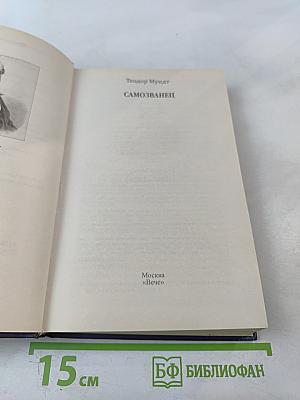 Теодор Мундт
САМОЗВАНЕЦ
Москва
«Вече»
15 см
БФ БИБЛИОФАН